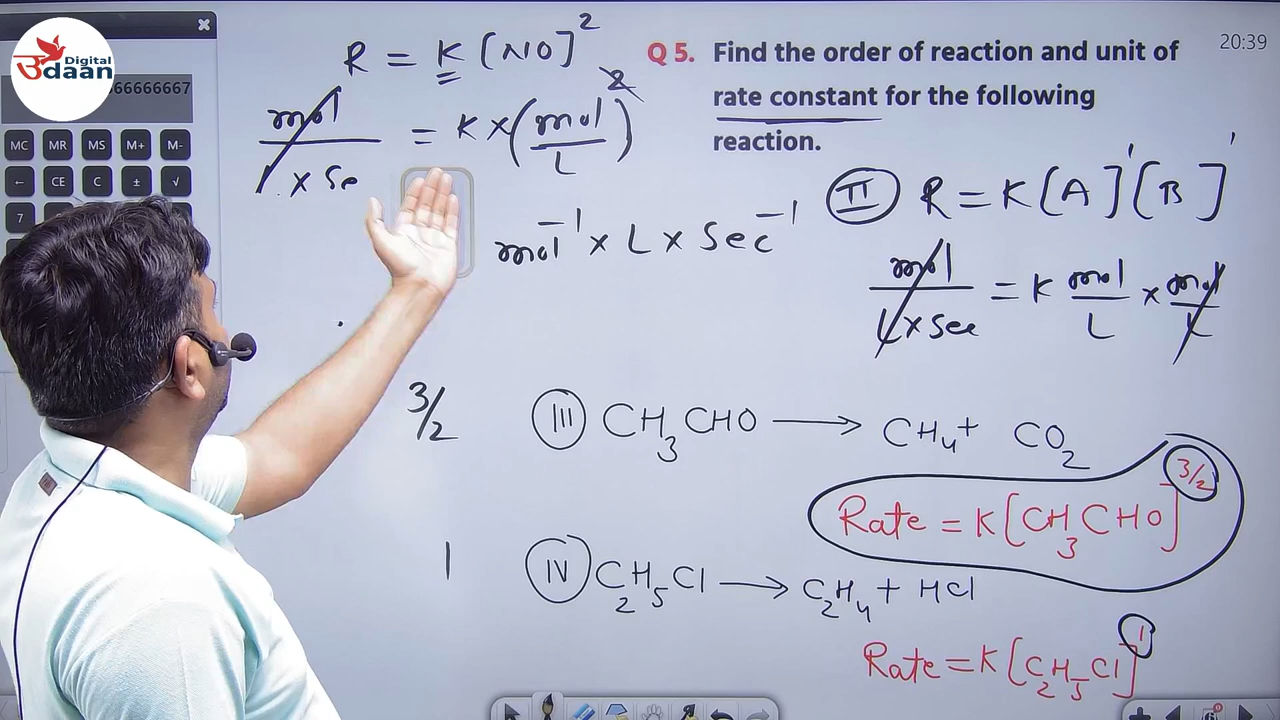 Digital
उdaan
66666667
MC MR MS M+ M-
← CE C ± √
7
20:39
Q 5. Find the order of reaction and unit of
rate constant for the following
reaction.
R = K [NO]²
mol / L × Se = K × (mol / L)²
mol⁻¹ × L × Sec⁻¹
II R = K [A]¹ [B]¹
mol / L × Sec = K mol / L × mol / L
3/2 III CH₃CHO → CH₄ + CO₂
Rate = K [CH₃CHO]^3/2
1 IV C₂H₅Cl → C₂H₄ + HCl
Rate = K [C₂H₅Cl]¹